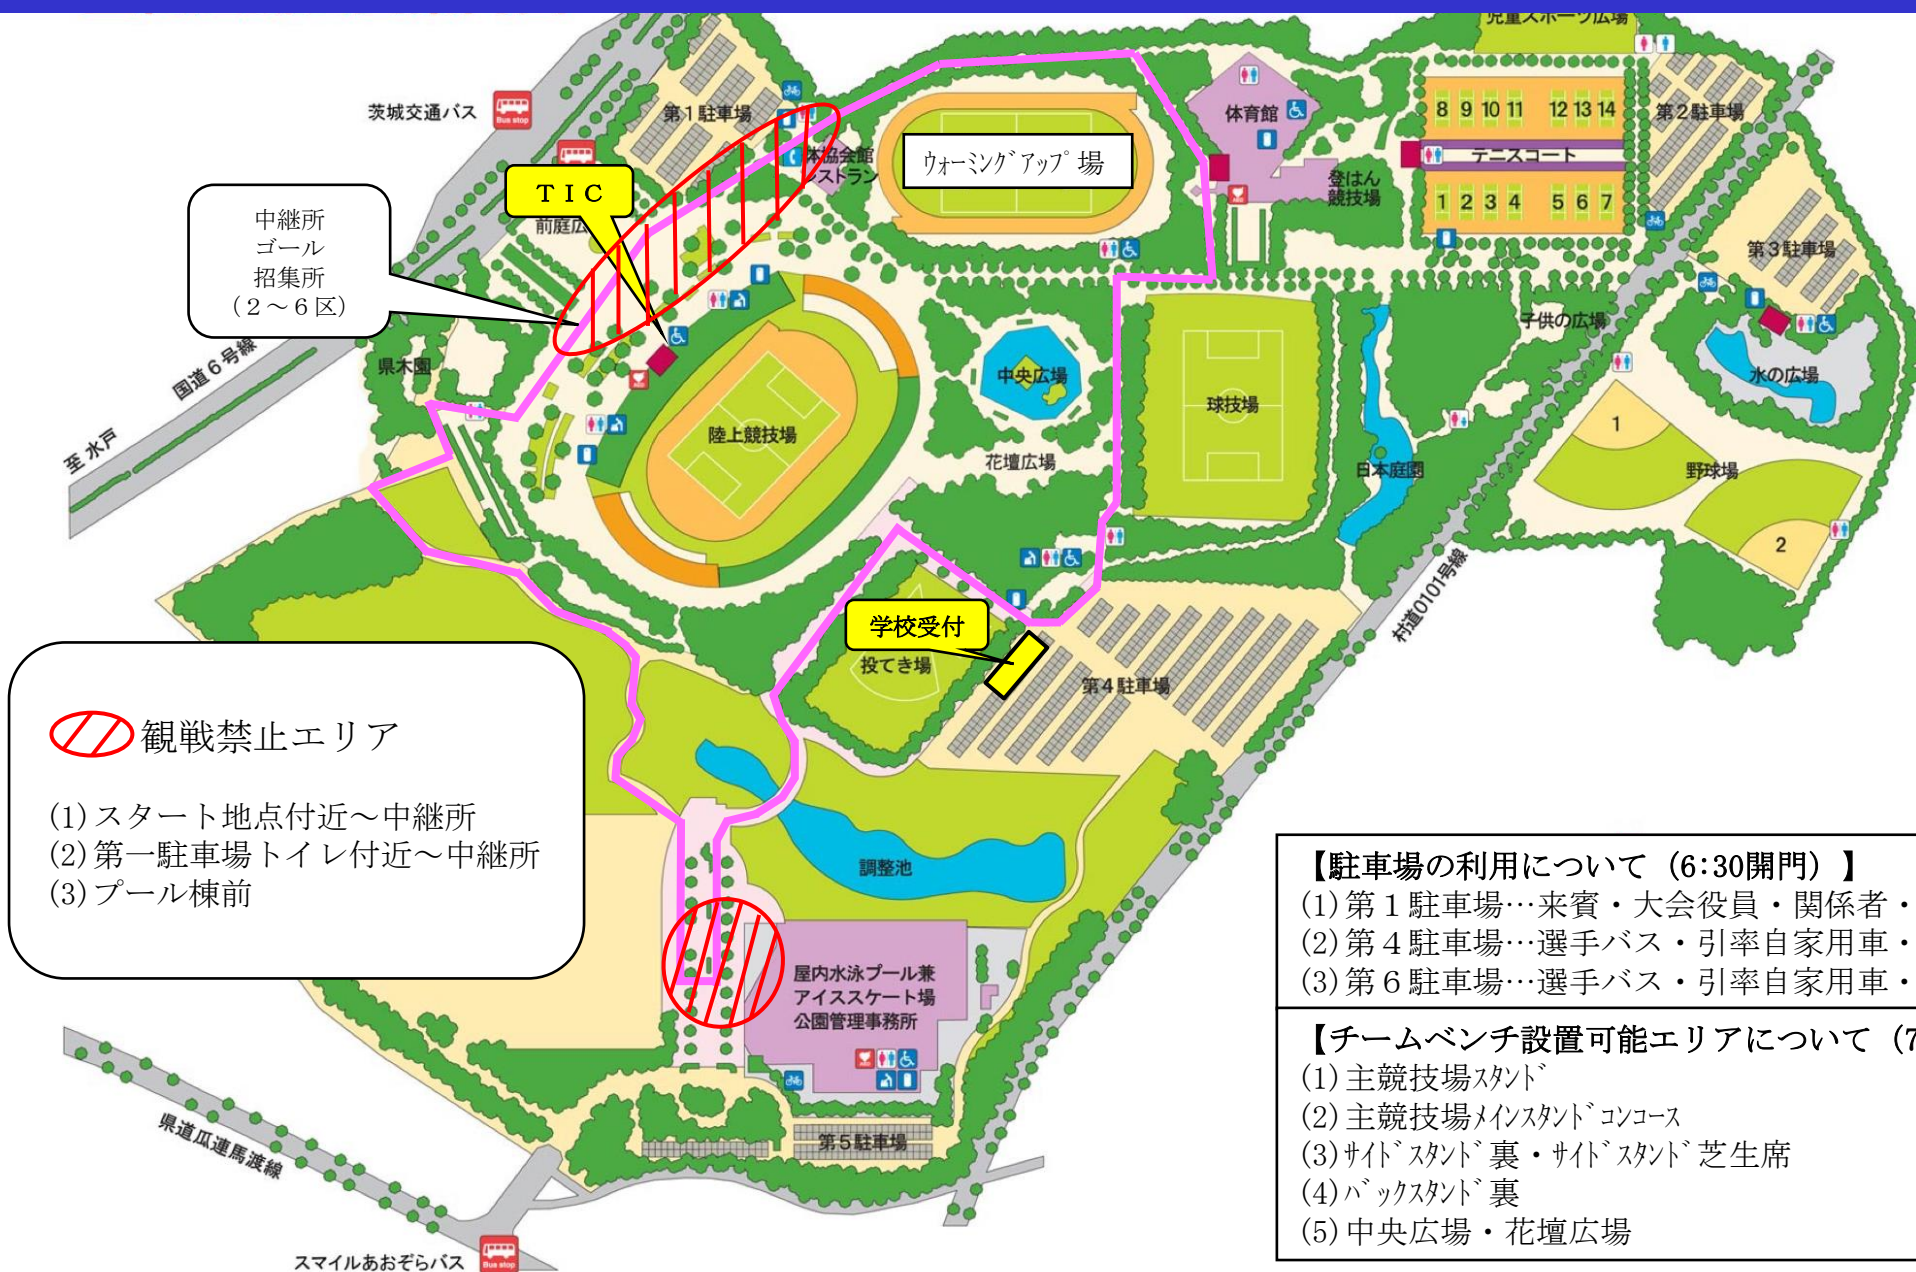 児童スポーツ広場
茨城交通バス
Bus stop
第1駐車場
体育館
8 9 10 11 12 13 14
第2駐車場
ウォーミングアップ場
体協会館
レストラン
テニスコート
TIC
前庭広
登はん
競技場
1 2 3 4 5 6 7
中継所
ゴール
招集所
(2~6区)
第3駐車場
子供の広場
国道6号線
県木園
中央広場
水の広場
球技場
至 水戸
陸上競技場
花壇広場
日本庭園
1
野球場
2
村道0101号線
学校受付
投てき場
第4駐車場
観戦禁止エリア
(1)スタート地点付近~中継所
(2)第一駐車場トイレ付近~中継所
(3)プール棟前
調整池
屋内水泳プール兼
アイススケート場
公園管理事務所
【駐車場の利用について(6:30開門)】
(1)第1駐車場…来賓・大会役員・関係者・
(2)第4駐車場…選手バス・引率自家用車・
(3)第6駐車場…選手バス・引率自家用車・
【チームベンチ設置可能エリアについて(7
(1)主競技場スタンド
(2)主競技場メインスタンドコンコース
(3)サイドスタンド裏・サイドスタンド芝生席
(4)バックスタンド裏
(5)中央広場・花壇広場
第5駐車場
県道瓜連馬渡線
スマイルあおぞらバス
Bus stop